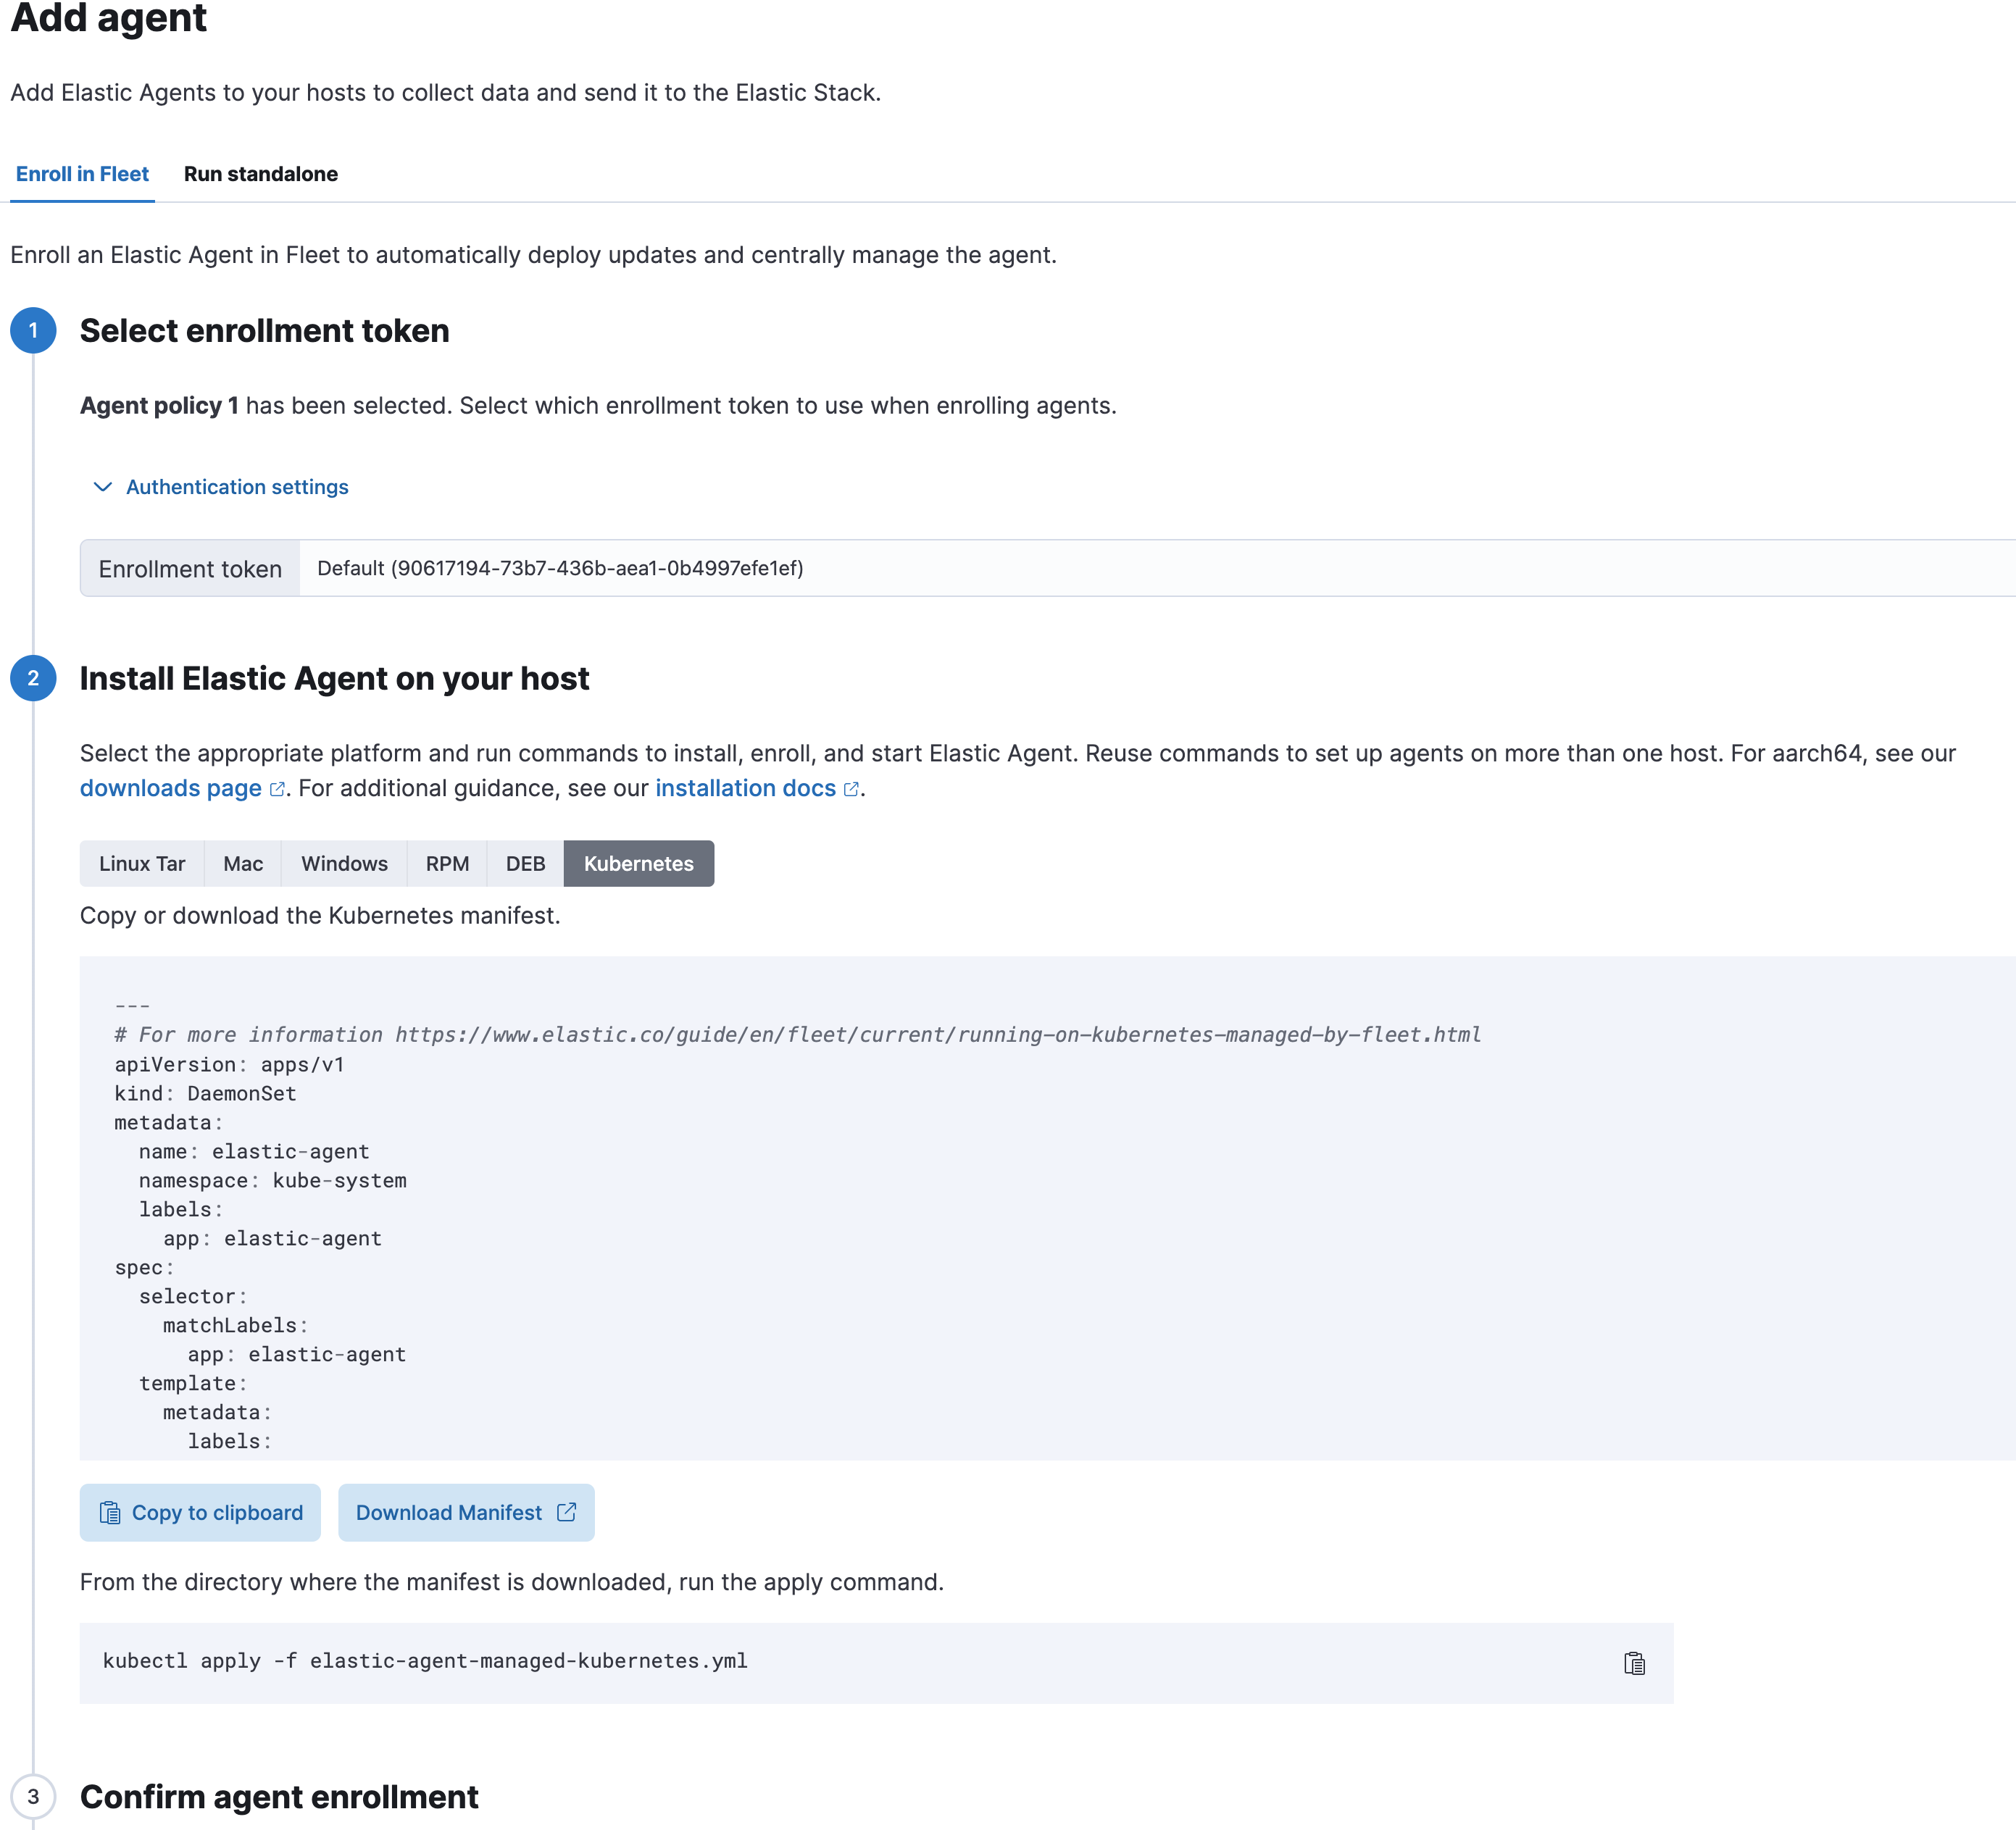 Add agent
Add Elastic Agents to your hosts to collect data and send it to the Elastic Stack.
Enroll in Fleet
Run standalone
Enroll an Elastic Agent in Fleet to automatically deploy updates and centrally manage the agent.
1
Select enrollment token
Agent policy 1 has been selected. Select which enrollment token to use when enrolling agents.
Authentication settings
Enrollment token
Default (90617194-73b7-436b-aea1-0b4997efe1ef)
2
Install Elastic Agent on your host
Select the appropriate platform and run commands to install, enroll, and start Elastic Agent. Reuse commands to set up agents on more than one host. For aarch64, see our
downloads page. For additional guidance, see our installation docs.
Linux Tar
Mac
Windows
RPM
DEB
Kubernetes
Copy or download the Kubernetes manifest.
---
# For more information https://www.elastic.co/guide/en/fleet/current/running-on-kubernetes-managed-by-fleet.html
apiVersion: apps/v1
kind: DaemonSet
metadata:
  name: elastic-agent
  namespace: kube-system
  labels:
    app: elastic-agent
spec:
  selector:
    matchLabels:
      app: elastic-agent
  template:
    metadata:
      labels:
Copy to clipboard
Download Manifest
From the directory where the manifest is downloaded, run the apply command.
kubectl apply -f elastic-agent-managed-kubernetes.yml
3
Confirm agent enrollment